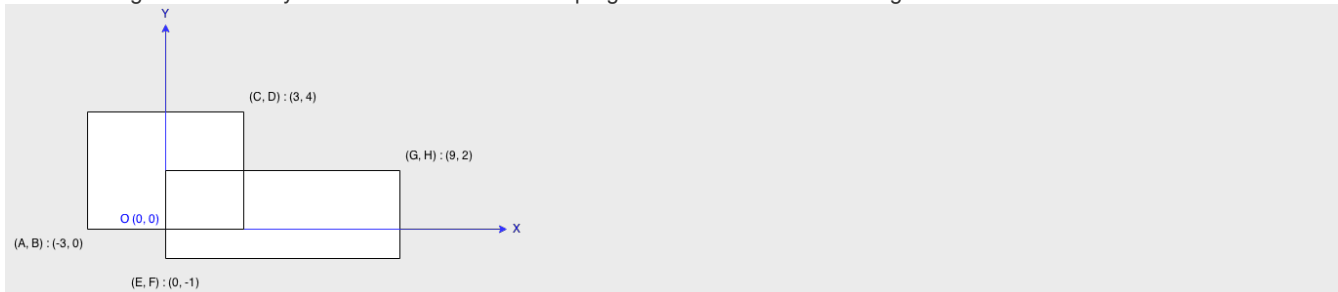 Y
(C, D) : (3, 4)
(G, H) : (9, 2)
O (0, 0)
X
(A, B) : (-3, 0)
(E, F) : (0, -1)